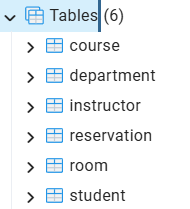 Tables (6)
course
department
instructor
reservation
room
student